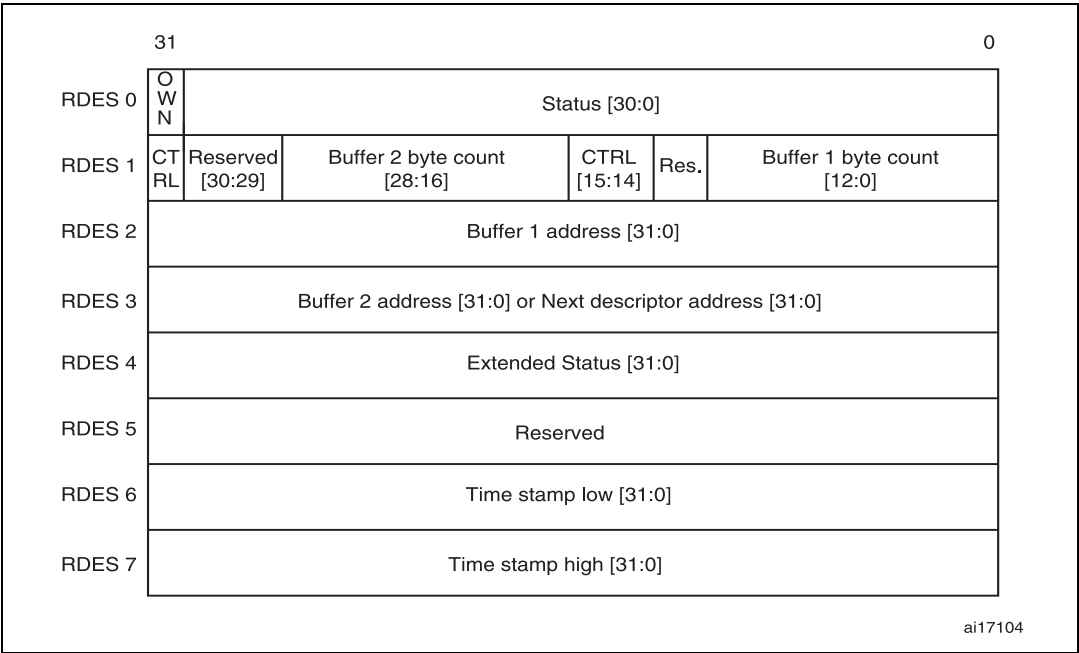 31 0
RDES 0 OWN Status [30:0]
RDES 1 CTRL Reserved [30:29] Buffer 2 byte count [28:16] CTRL [15:14] Res. Buffer 1 byte count [12:0]
RDES 2 Buffer 1 address [31:0]
RDES 3 Buffer 2 address [31:0] or Next descriptor address [31:0]
RDES 4 Extended Status [31:0]
RDES 5 Reserved
RDES 6 Time stamp low [31:0]
RDES 7 Time stamp high [31:0]
ai17104